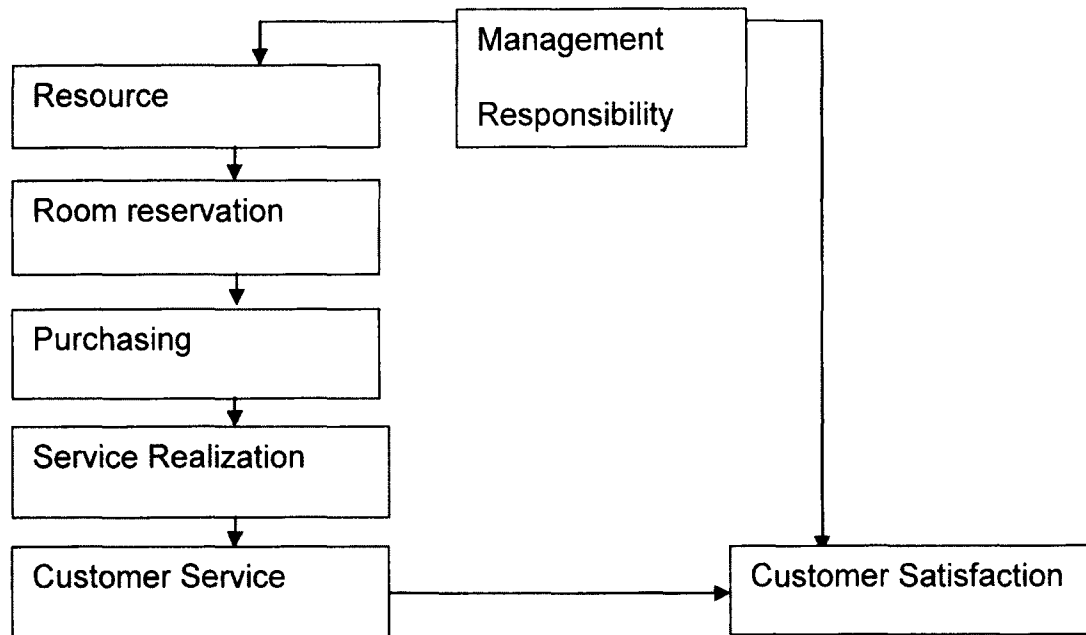 Management
Responsibility
Resource
Room reservation
Purchasing
Service Realization
Customer Service
Customer Satisfaction